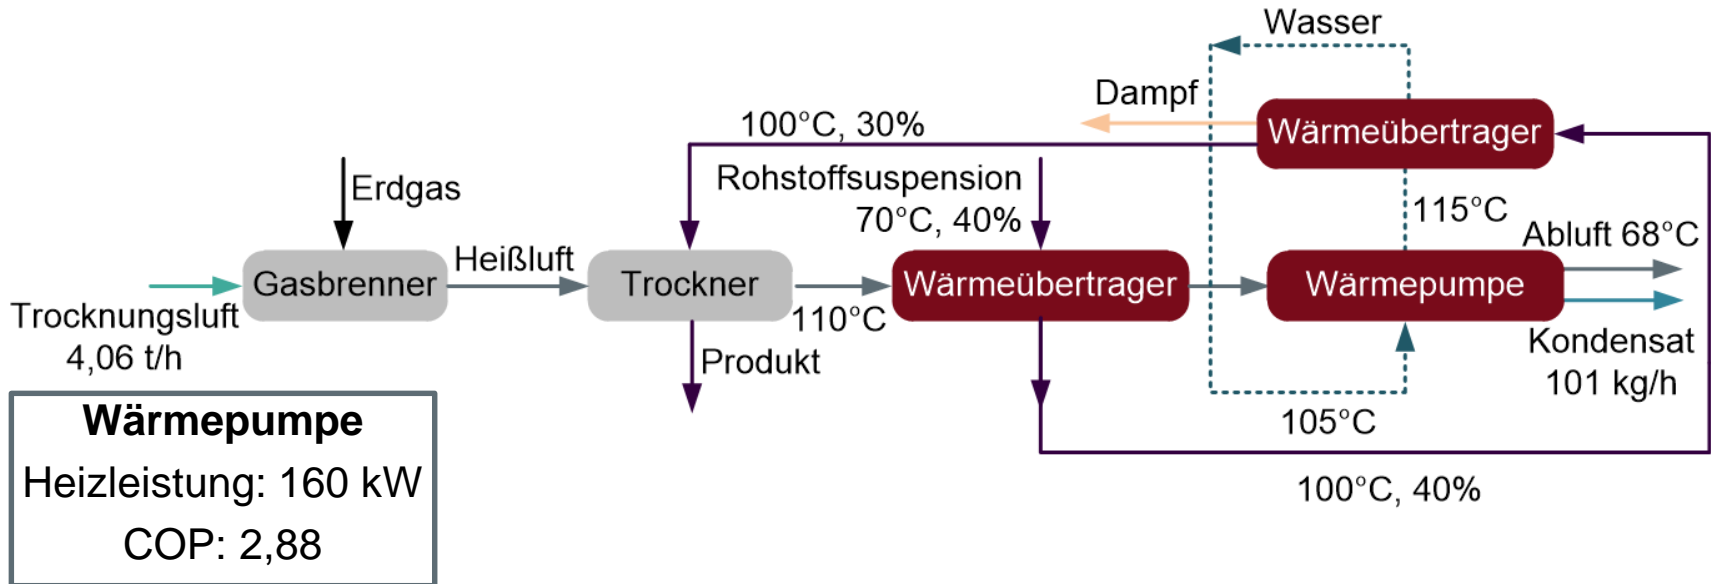 Wasser
Dampf
100°C, 30%
Wärmeübertrager
Erdgas
Rohstoffsuspension
70°C, 40%
115°C
Abluft 68°C
Heißluft
Gasbrenner
Trockner
Wärmeübertrager
Wärmepumpe
Trocknungsluft
4,06 t/h
110°C
Produkt
Kondensat
101 kg/h
105°C
100°C, 40%
Wärmepumpe
Heizleistung: 160 kW
COP: 2,88